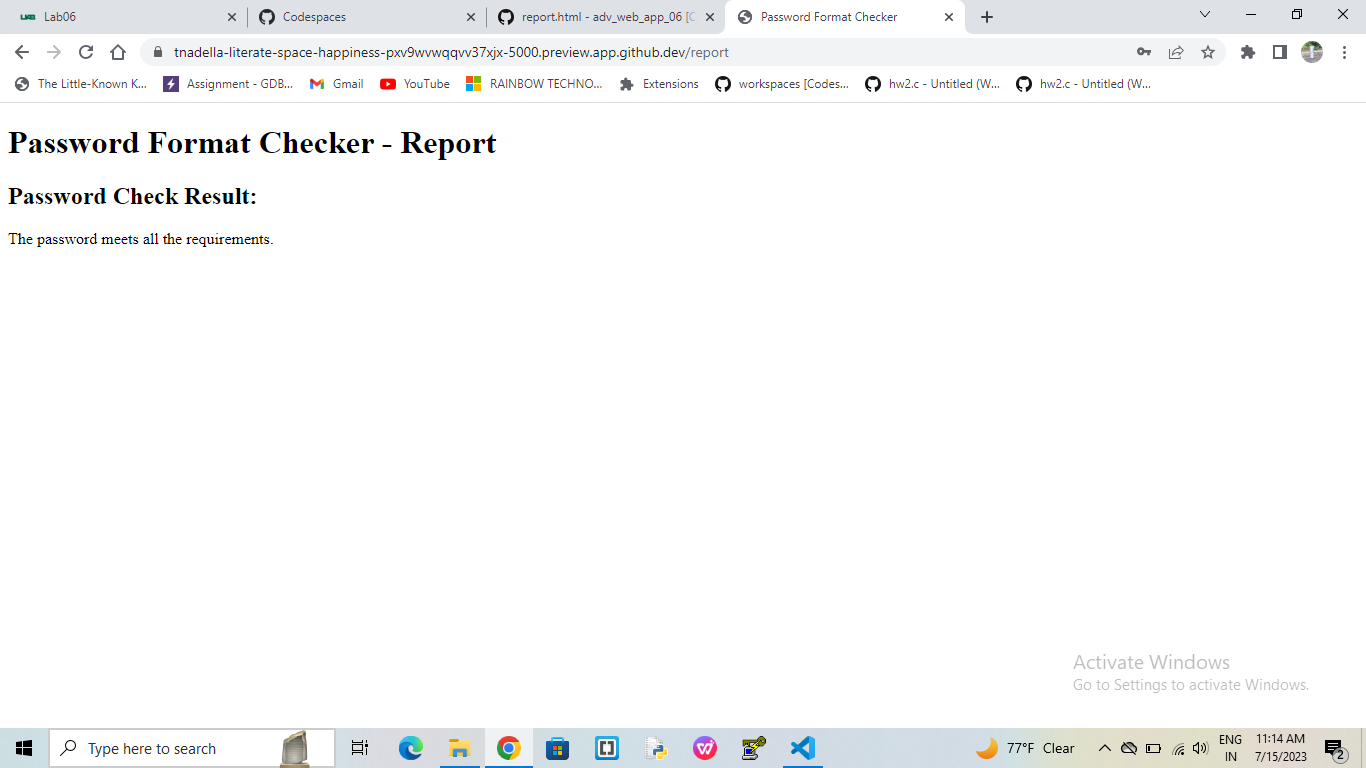 UAB Lab06
Codespaces
report.html - adv_web_app_06 [C
Password Format Checker
tnadella-literate-space-happiness-pxv9wvwqqvv37xjx-5000.preview.app.github.dev/report
The Little-Known K...
Assignment - GDB...
Gmail
YouTube
RAINBOW TECHNO...
Extensions
workspaces [Codes...
hw2.c - Untitled (W...
hw2.c - Untitled (W...
Password Format Checker - Report
Password Check Result:
The password meets all the requirements.
Activate Windows
Go to Settings to activate Windows.
Type here to search
77°F Clear
ENG
IN
11:14 AM
7/15/2023
2